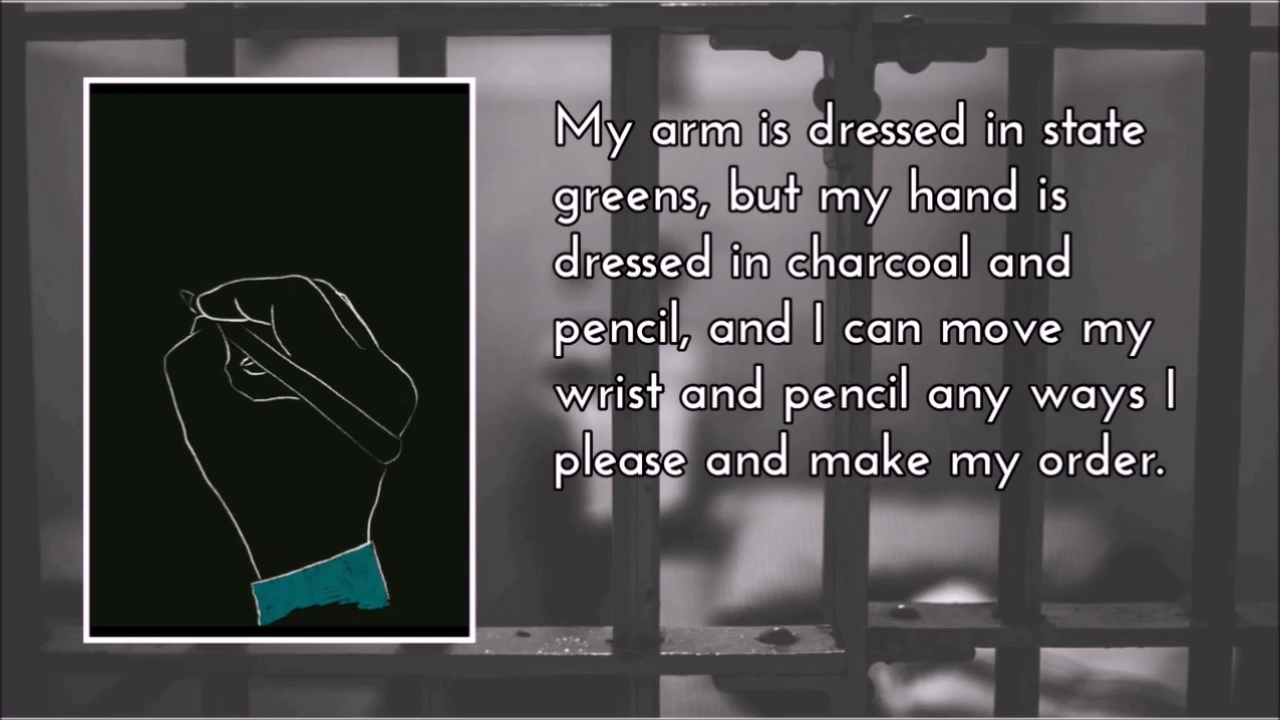 My arm is dressed in state
greens, but my hand is
dressed in charcoal and
pencil, and I can move my
wrist and pencil any ways I
please and make my order.